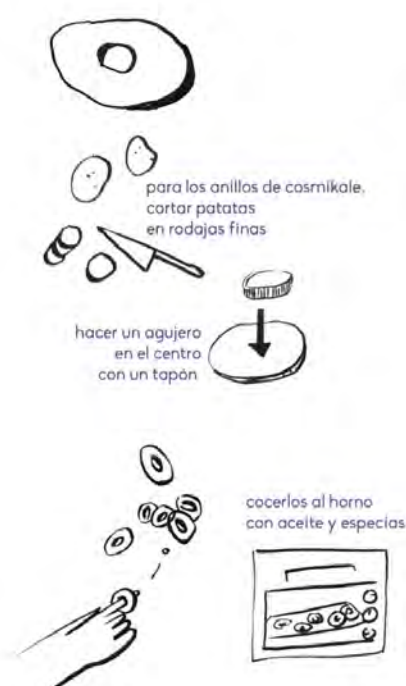 para los anillos de cosmikale,
cortar patatas
en rodajas finas
hacer un agujero
en el centro
con un tapón
cocerlos al horno
con aceite y especias